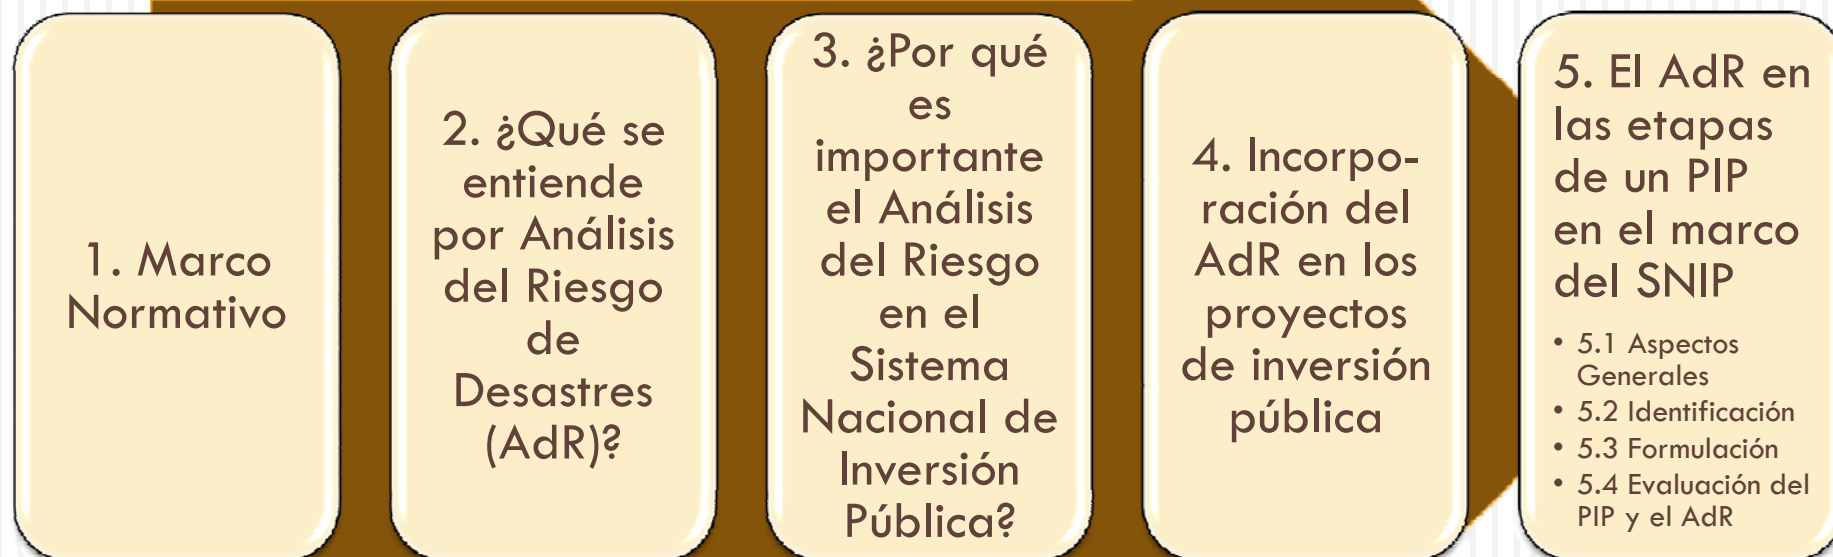 1. Marco
Normativo
2. ¿Qué se
entiende
por Análisis
del Riesgo
de
Desastres
(AdR)?
3. ¿Por qué
es
importante
el Análisis
del Riesgo
en el
Sistema
Nacional de
Inversión
Pública?
4. Incorpo-
ración del
AdR en los
proyectos
de inversión
pública
5. El AdR en
las etapas
de un PIP
en el marco
del SNIP
• 5.1 Aspectos
Generales
• 5.2 Identificación
• 5.3 Formulación
• 5.4 Evaluación del
PIP y el AdR